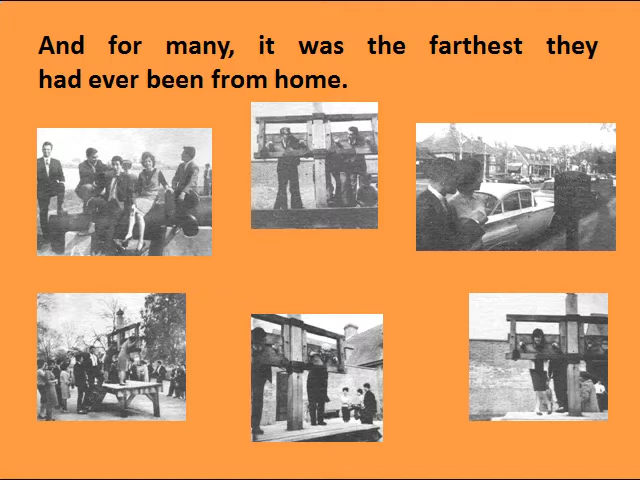 And for many, it was the farthest they
had ever been from home.